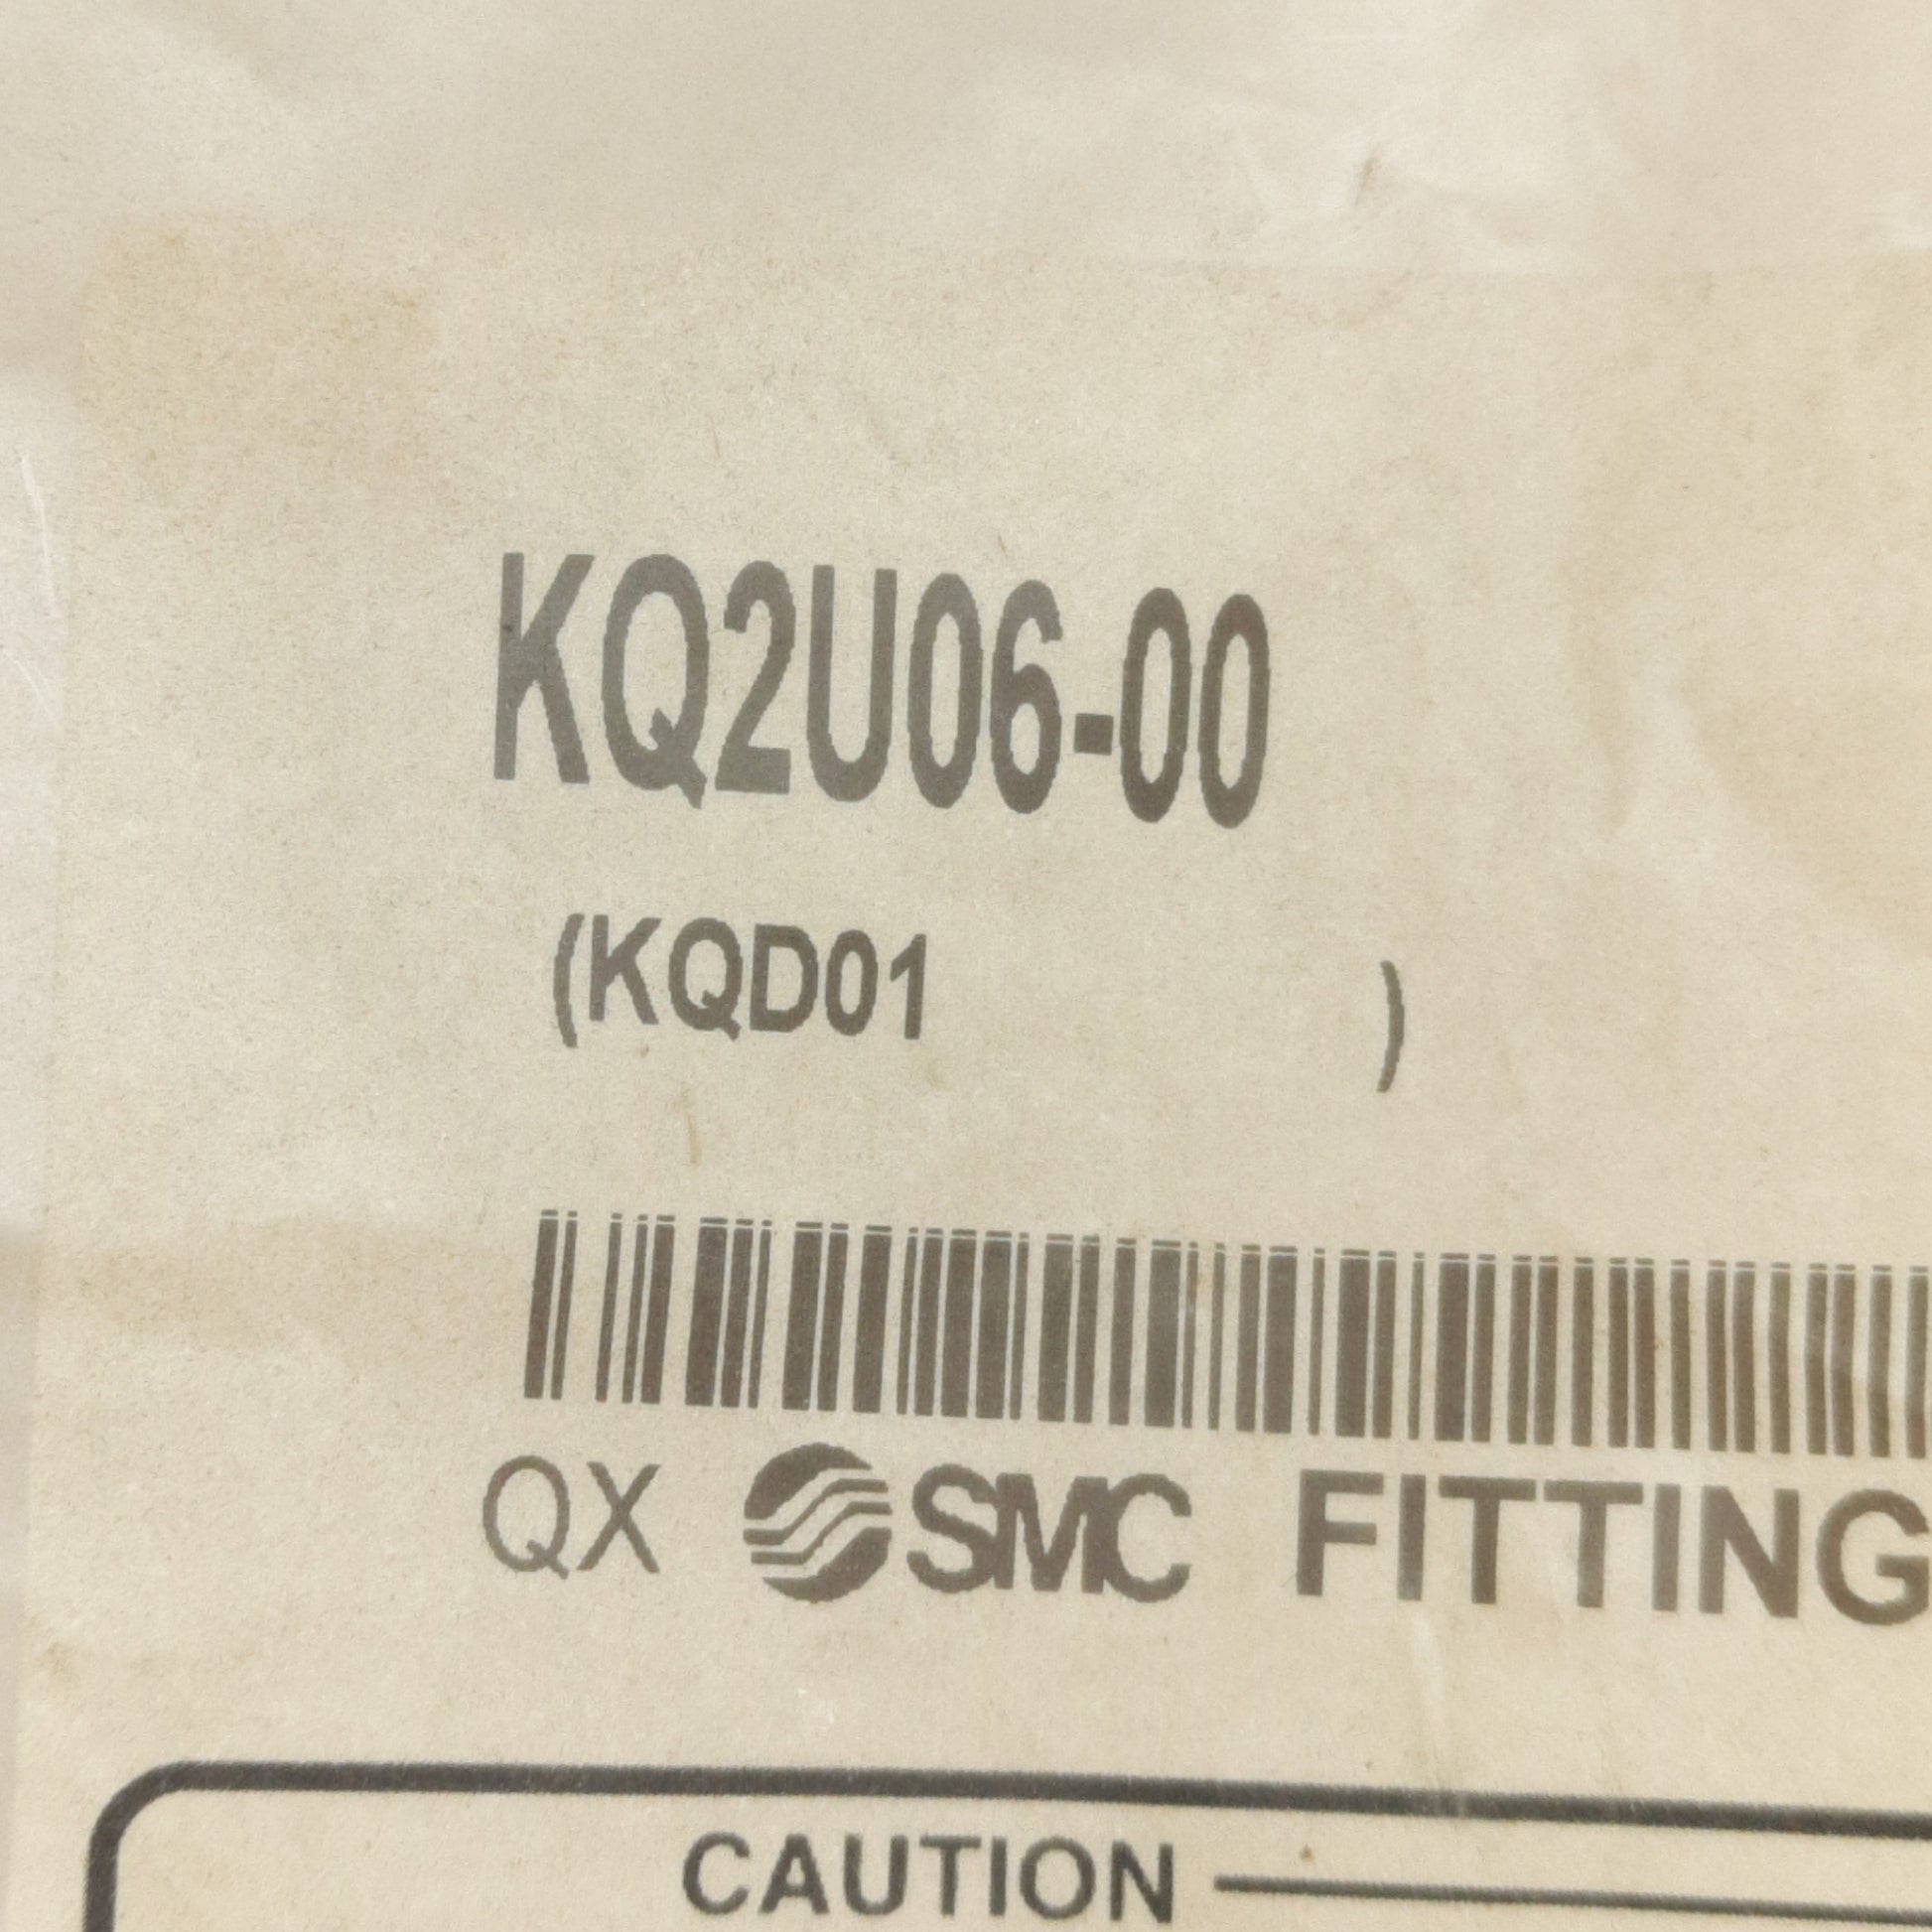 KQ2U06-00
(KQD01 )
QX SMC FITTING
CAUTION